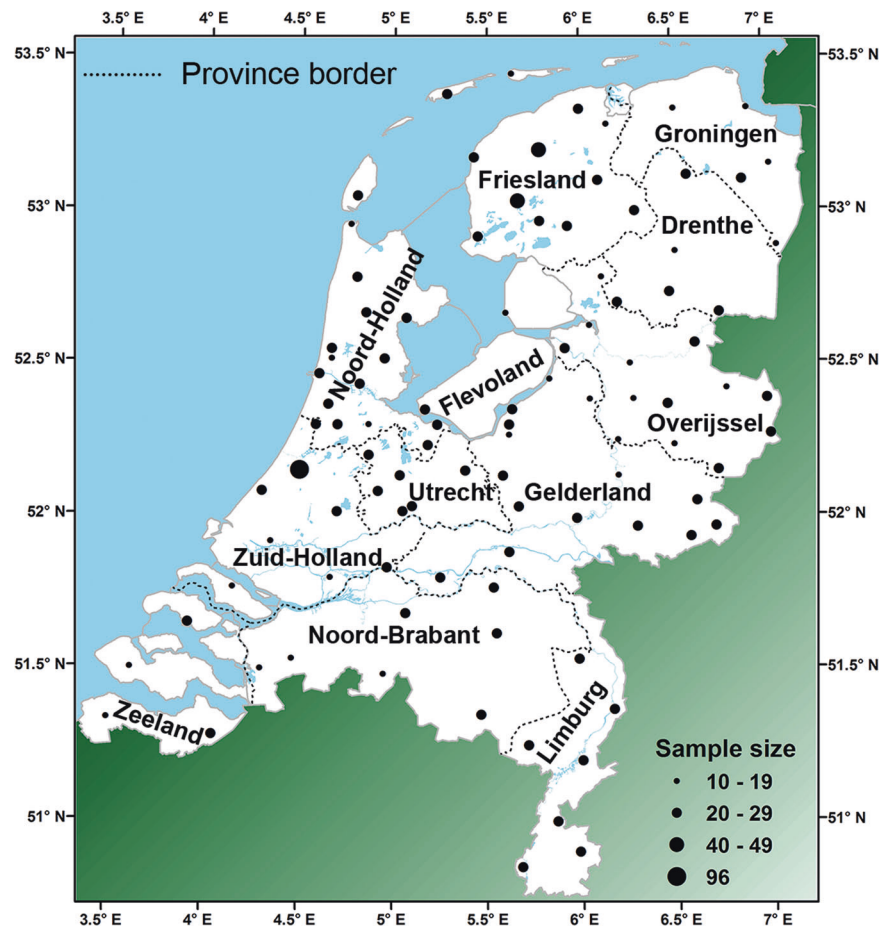 3.5° E 4° E 4.5° E 5° E 5.5° E 6° E 6.5° E 7° E
53.5° N 53.5° N
Province border
Groningen
Friesland
53° N 53° N
Drenthe
Noord-Holland
52.5° N 52.5° N
Flevoland
Overijssel
Utrecht Gelderland
52° N 52° N
Zuid-Holland
Noord-Brabant
51.5° N 51.5° N
Zeeland
Limburg
Sample size
10 - 19
51° N 51° N
20 - 29
40 - 49
96
3.5° E 4° E 4.5° E 5° E 5.5° E 6° E 6.5° E 7° E